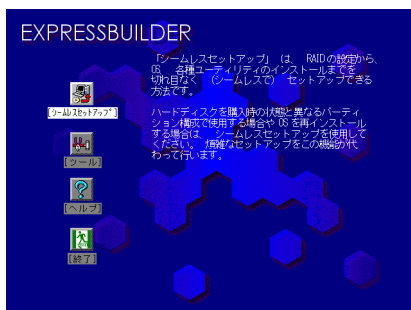 EXPRESSBUILDER
「シームレスセットアップ」 は、 RAIDの設定から、
OS、 各種ユーティリティのインストールまでを
切れ目なく (シームレスで) セットアップできる
方法です。
ハードディスクを購入時の状態と異なるパーティ
ション構成で使用する場合や OSを再インストール
する場合は、 シームレスセットアップを使用して
ください。 煩雑なセットアップをこの機能が代
わって行います。
[シームレスセットアップ]
[ツール]
[ヘルプ]
[終了]